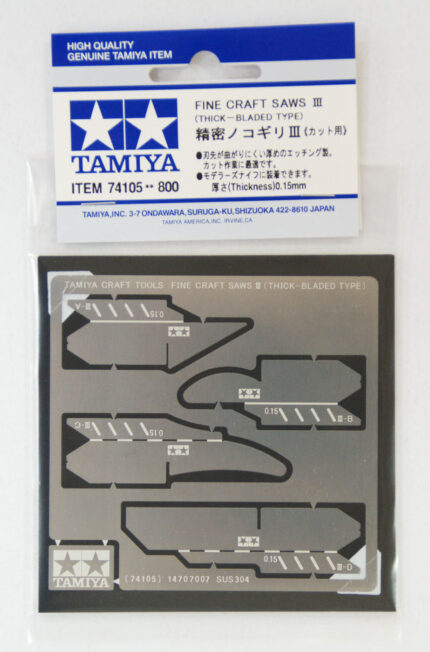 HIGH QUALITY
GENUINE TAMIYA ITEM
TAMIYA
ITEM 74105** 800
FINE CRAFT SAWS III
(THICK-BLADED TYPE)
精密ノコギリIII《カット用》
●刃先が曲がりにくい厚めのエッチング製。
カット作業に最適です。
●モデラーズナイフに装着できます。
厚さ(Thickness)0.15mm
TAMIYA,INC. 3-7 ONDAWARA, SURUGA-KU, SHIZUOKA 422-8610 JAPAN
TAMIYA AMERICA,INC. IRVINE,CA
TAMIYA CRAFT TOOLS FINE CRAFT SAWS III (THICK-BLADED TYPE)
III-A
0.15
0.15
III-B
III-C
0.15
0.15
III-D
TAMIYA
(74105) 14707007 SUS304